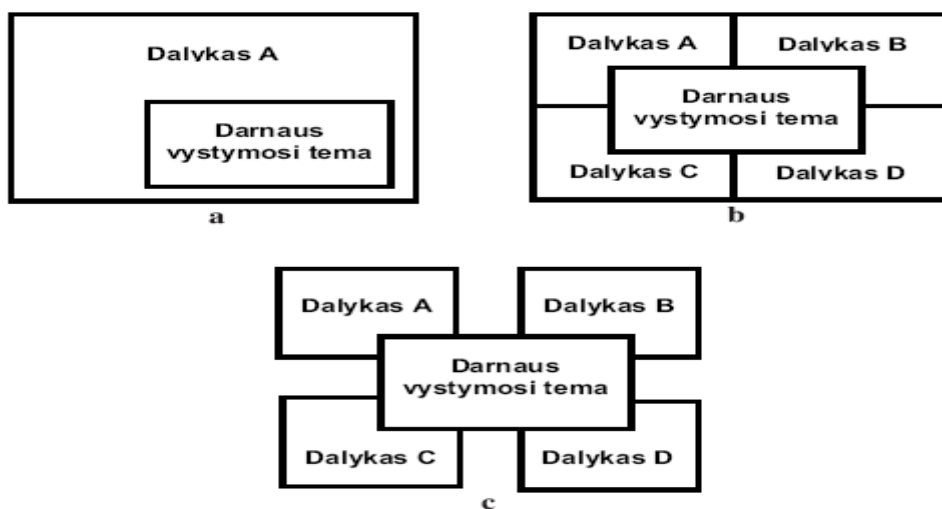 Dalykas A
Darnaus
vystymosi tema
a
Dalykas A
Dalykas B
Darnaus
vystymosi tema
Dalykas C
Dalykas D
b
Dalykas A
Dalykas B
Darnaus
vystymosi tema
Dalykas C
Dalykas D
c